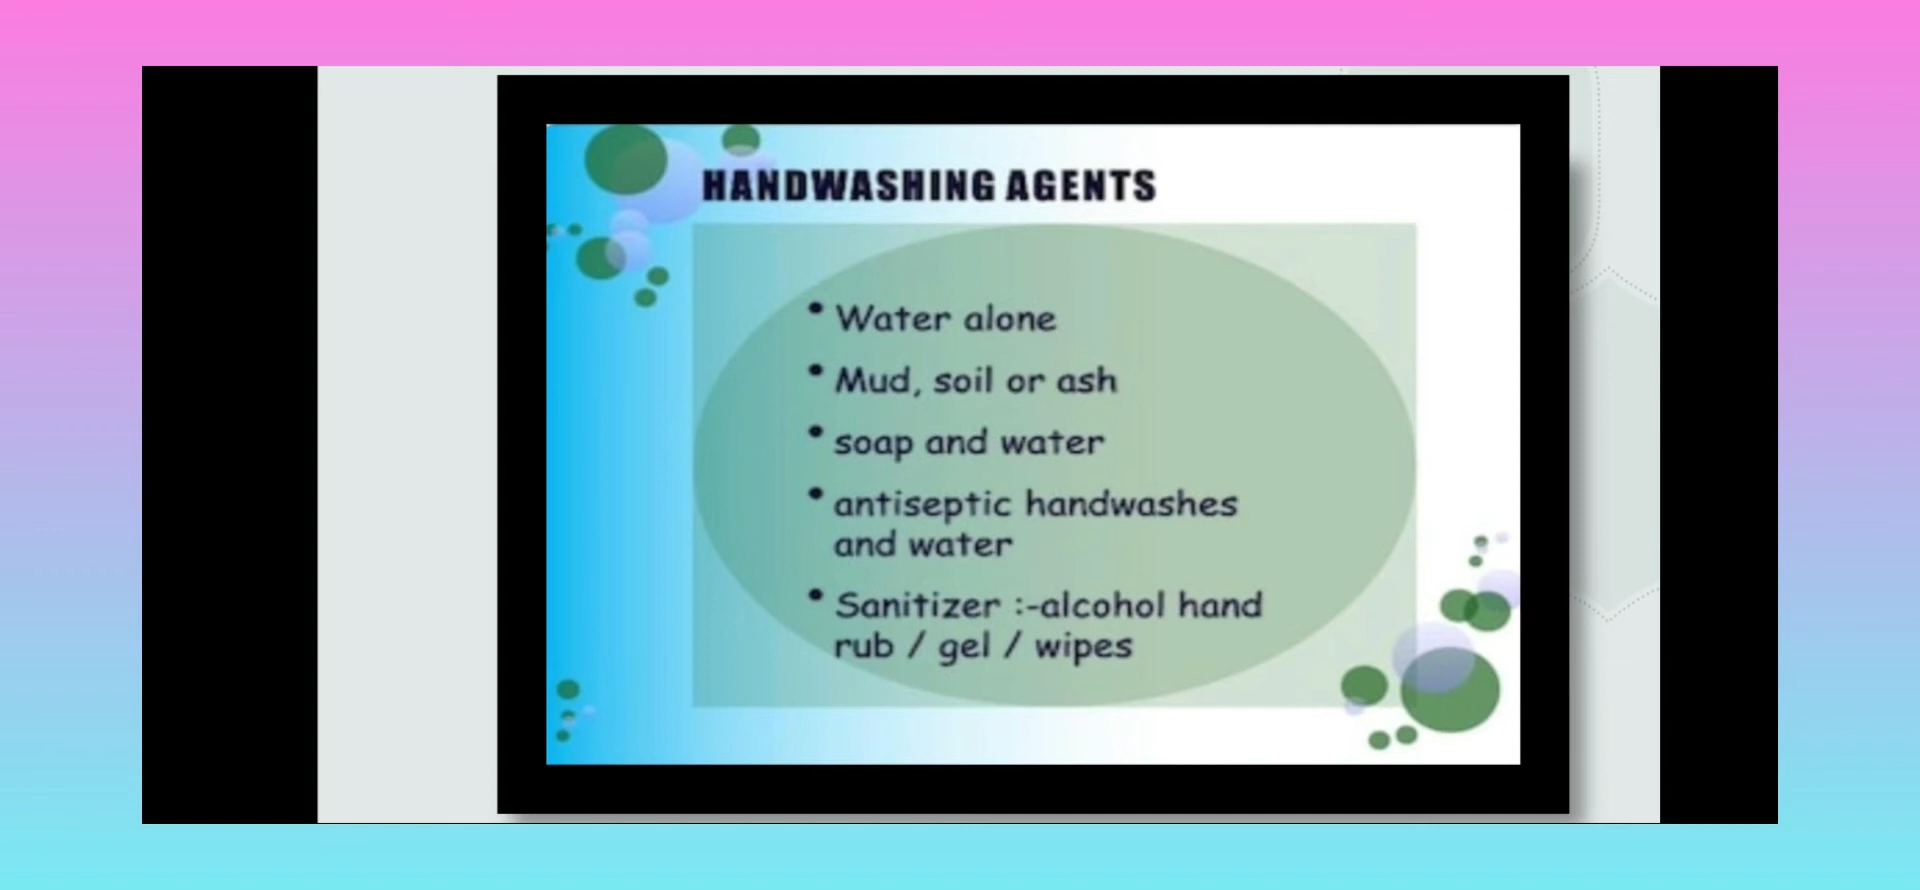 HANDWASHING AGENTS
• Water alone
• Mud, soil or ash
• soap and water
• antiseptic handwashes
and water
• Sanitizer :-alcohol hand
rub / gel / wipes